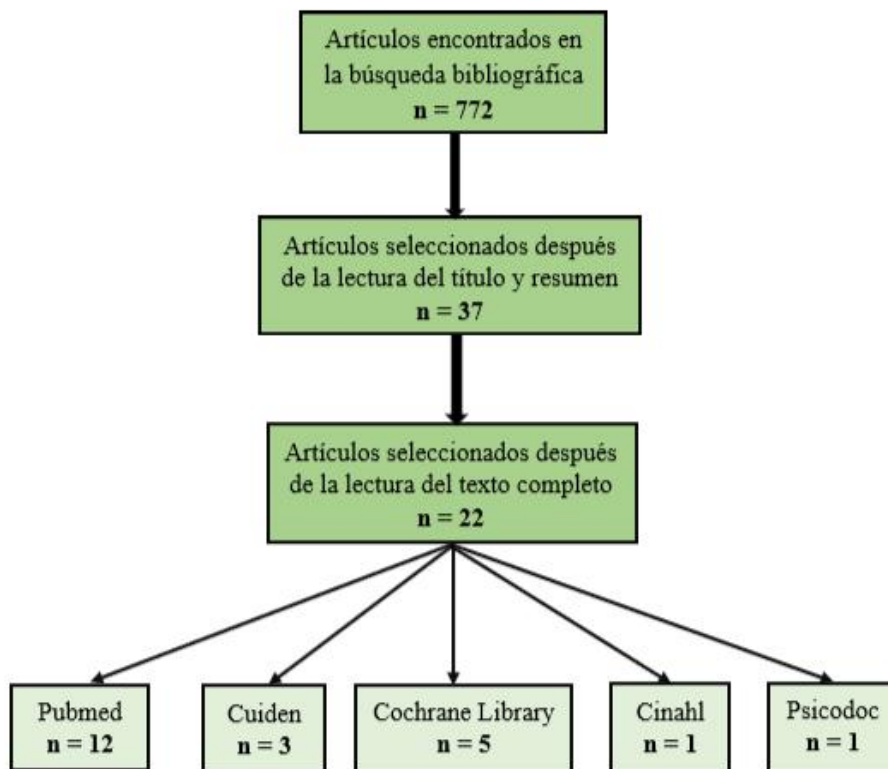 Artículos encontrados en
la búsqueda bibliográfica
n = 772
Artículos seleccionados después
de la lectura del título y resumen
n = 37
Artículos seleccionados después
de la lectura del texto completo
n = 22
Pubmed
n = 12
Cuiden
n = 3
Cochrane Library
n = 5
Cinahl
n = 1
Psicodoc
n = 1